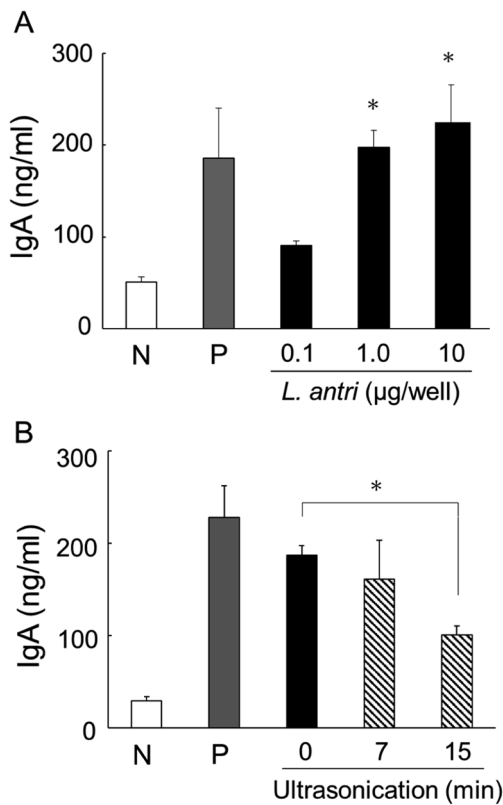 A
300
200
100
0
IgA (ng/ml)
*
*
N P 0.1 1.0 10
L. antri (μg/well)
B
300
200
100
0
IgA (ng/ml)
*
N P 0 7 15
Ultrasonication (min)